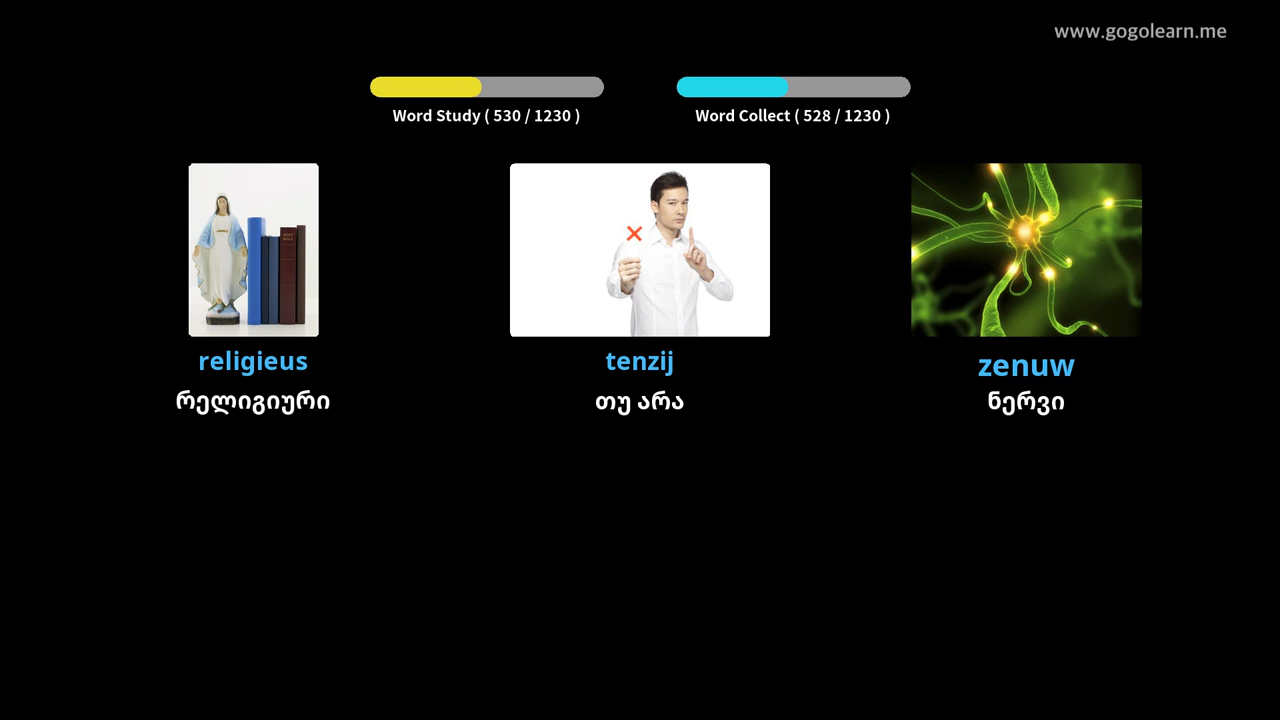 www.gogolearn.me
Word Study ( 530 / 1230 )
Word Collect ( 528 / 1230 )
religieus
რელიგიური
tenzij
თუ არა
zenuw
ნერვი